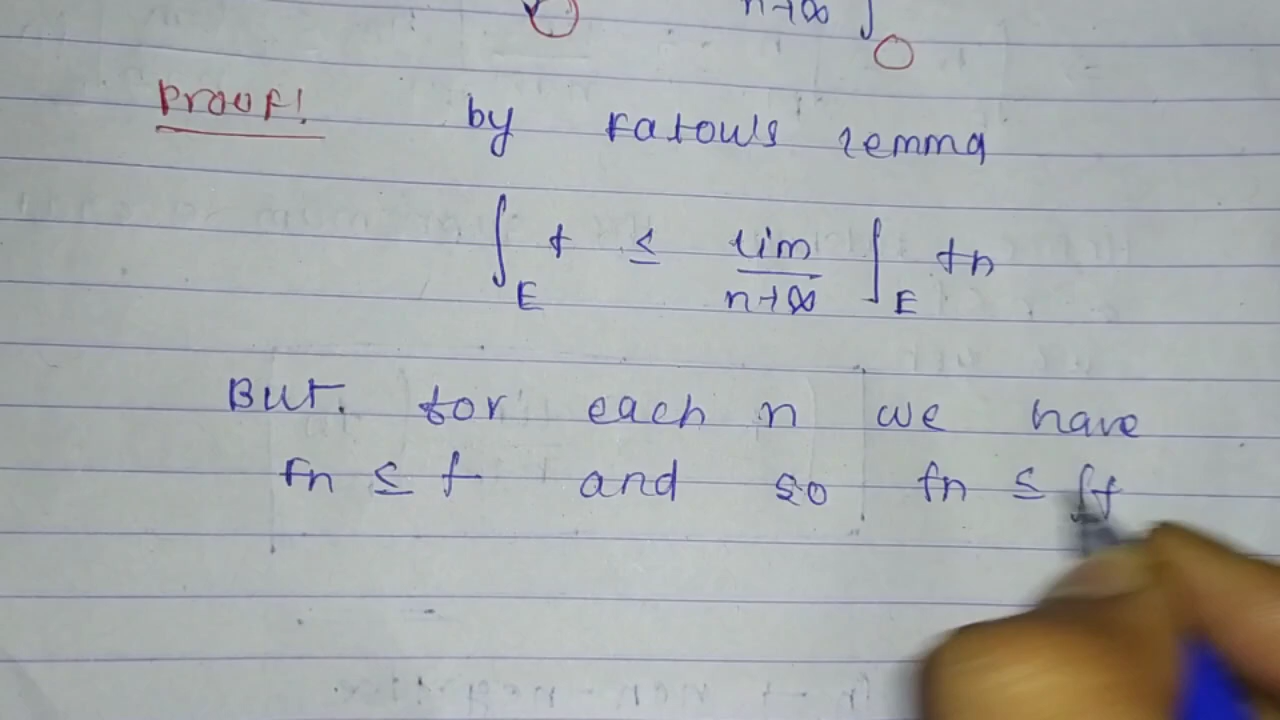 n→∞ ∫
Proof! by Fatou's Lemma
∫_E f ≤ lim_{n→∞} ∫_E fn
But. for each n we have
fn ≤ f and so fn ≤ ∫f